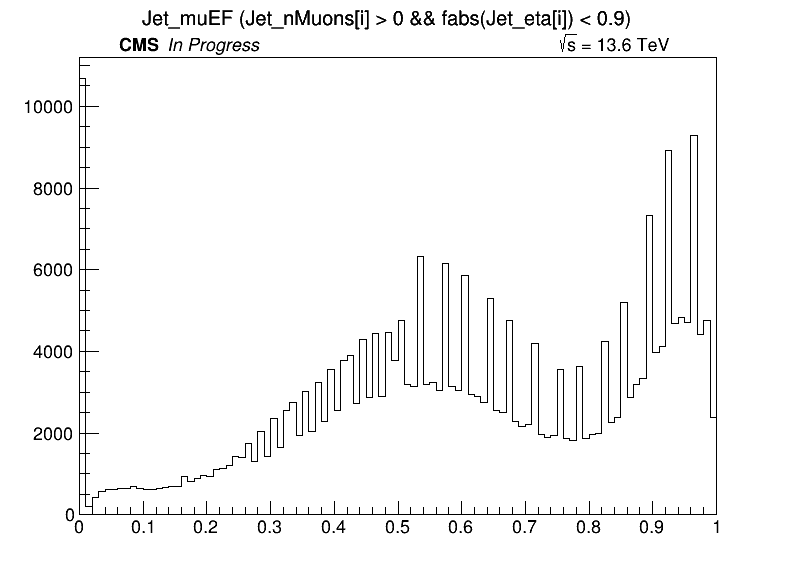 Jet_muEF (Jet_nMuons[i] > 0 && fabs(Jet_eta[i]) < 0.9)
CMS In Progress √s = 13.6 TeV
10000
8000
6000
4000
2000
0
0 0.1 0.2 0.3 0.4 0.5 0.6 0.7 0.8 0.9 1